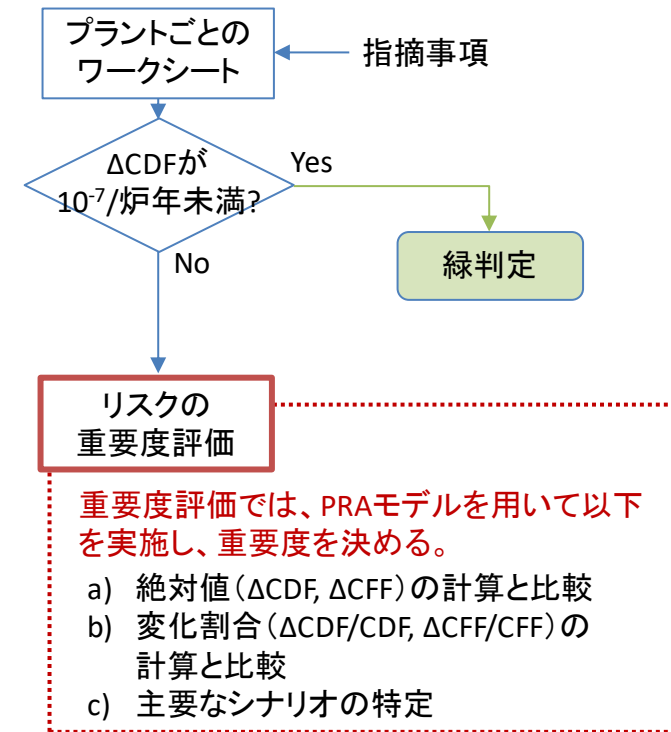 プラントごとの
ワークシート
指摘事項
ΔCDFが
10⁻⁷/炉年未満?
Yes
緑判定
No
リスクの
重要度評価
重要度評価では、PRAモデルを用いて以下
を実施し、重要度を決める。
a) 絶対値(ΔCDF, ΔCFF)の計算と比較
b) 変化割合(ΔCDF/CDF, ΔCFF/CFF)の
計算と比較
c) 主要なシナリオの特定